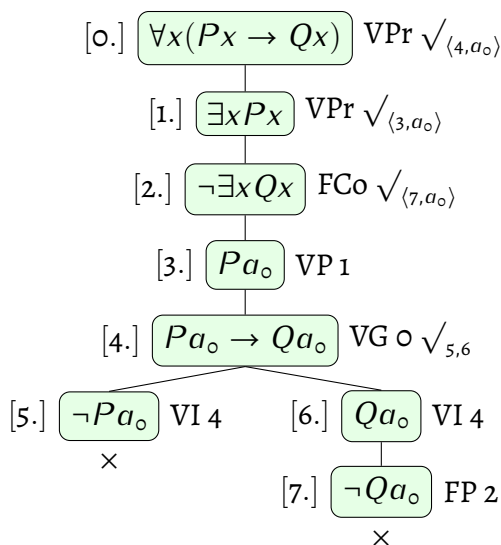 [0.] ∀x(Px → Qx) VPr √⟨4,a₀⟩
[1.] ∃xPx VPr √⟨3,a₀⟩
[2.] ¬∃xQx FCo √⟨7,a₀⟩
[3.] Pa₀ VP 1
[4.] Pa₀ → Qa₀ VG 0 √5,6
[5.] ¬Pa₀ VI 4 [6.] Qa₀ VI 4
×
[7.] ¬Qa₀ FP 2
×